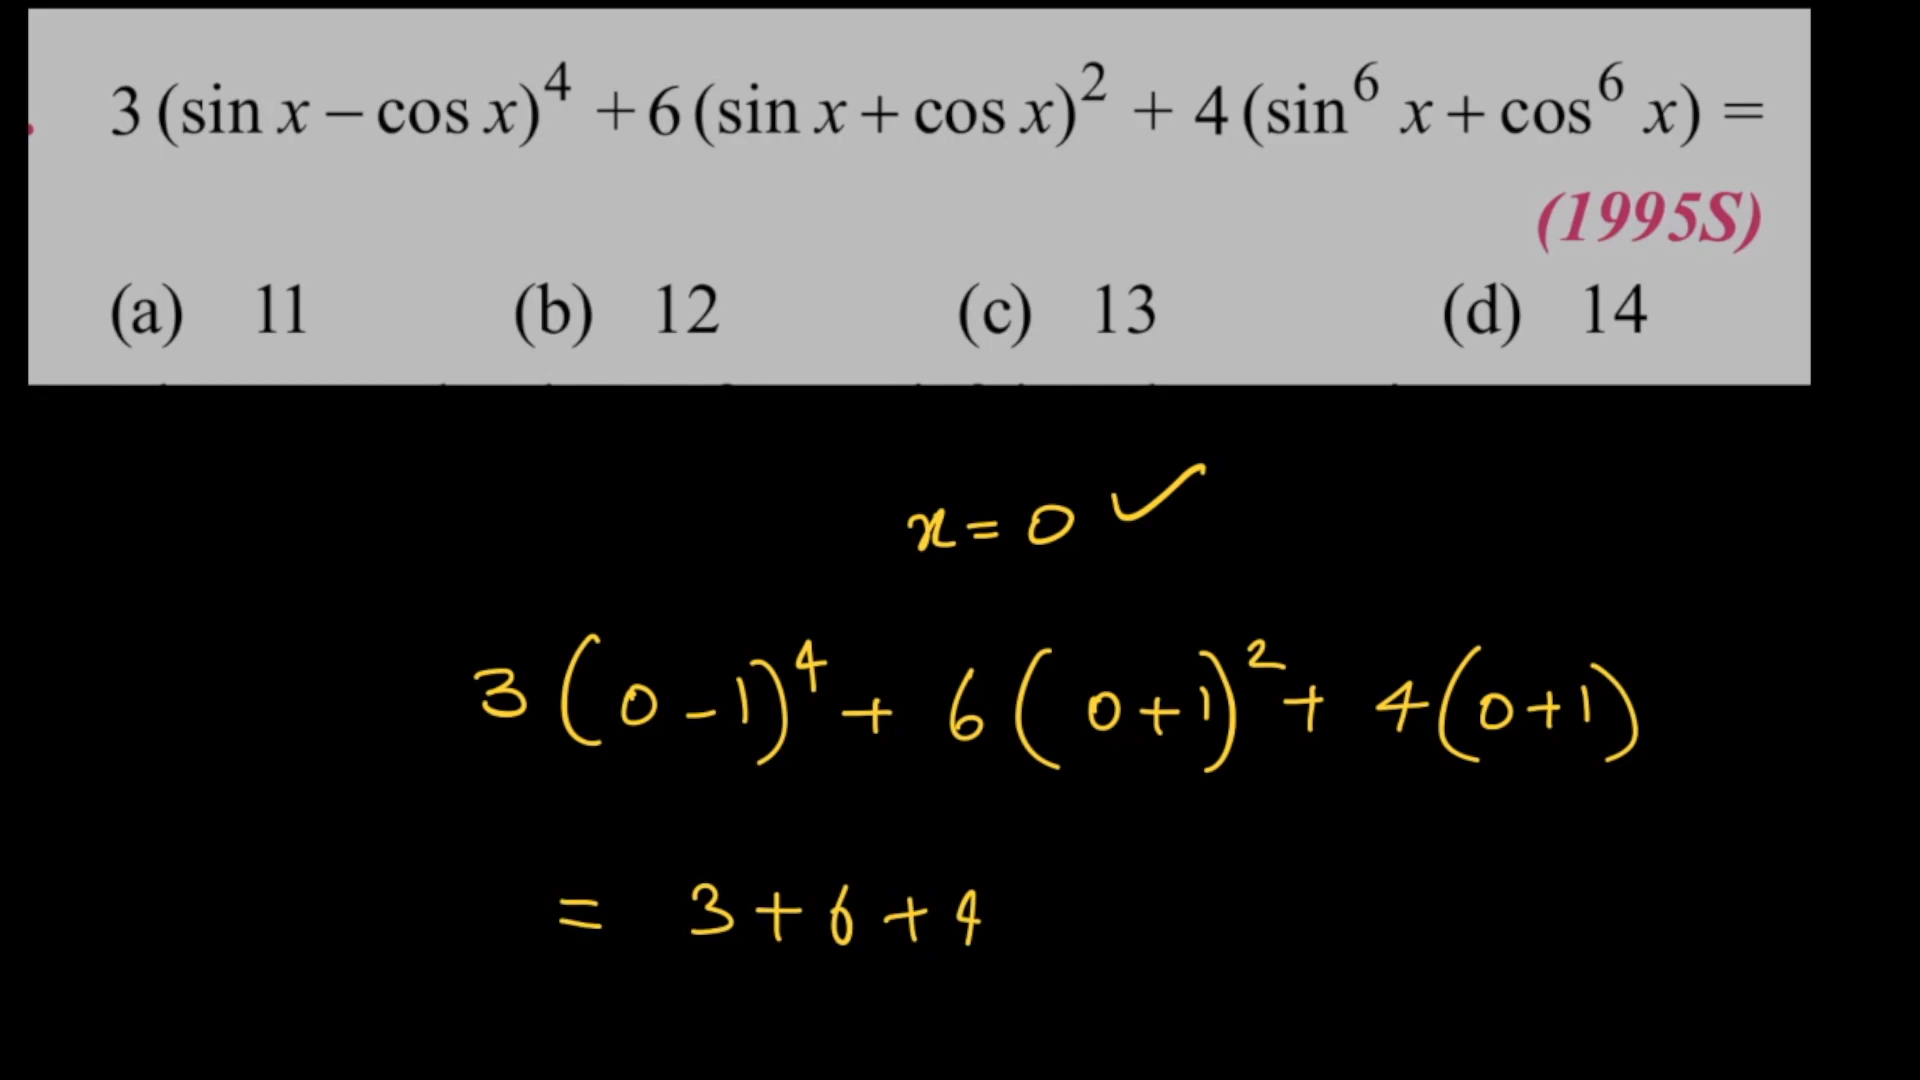 3 (sin x – cos x)⁴ + 6 (sin x + cos x)² + 4 (sin⁶ x + cos⁶ x) =
(1995S)
(a) 11 (b) 12 (c) 13 (d) 14
x = 0 ✓
3 (0 - 1)⁴ + 6 (0 + 1)² + 4 (0 + 1)
= 3 + 6 + 4